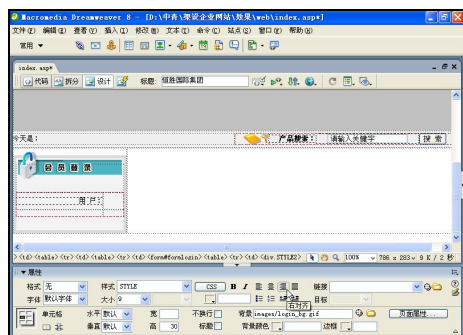 Macromedia Dreamweaver 8 - [D:\中青\架设企业网站\效果\web\index.asp*]
文件(F) 编辑(E) 查看(V) 插入(I) 修改(M) 文本(T) 命令(C) 站点(S) 窗口(W) 帮助(H)
常用
index.asp*
代码 拆分 设计 标题: 恒胜国际集团
今天是: 产品搜索: 请输入关键字 搜 索
会 员 登 录
用 户:
<td> <table> <tr> <td> <table> <tr> <td> <form#formlogin> <table> <tr> <td> <div.STYLE2> 100% 786 x 283 9 K / 2 秒
属性
格式 无 样式 STYLE CSS B I 链接
字体 默认字体 大小 9 右对齐 目标
单元格 水平 默认 宽 不换行 背景 images/login_bg.gif 页面属性...
垂直 默认 高 30 标题 背景颜色 边框